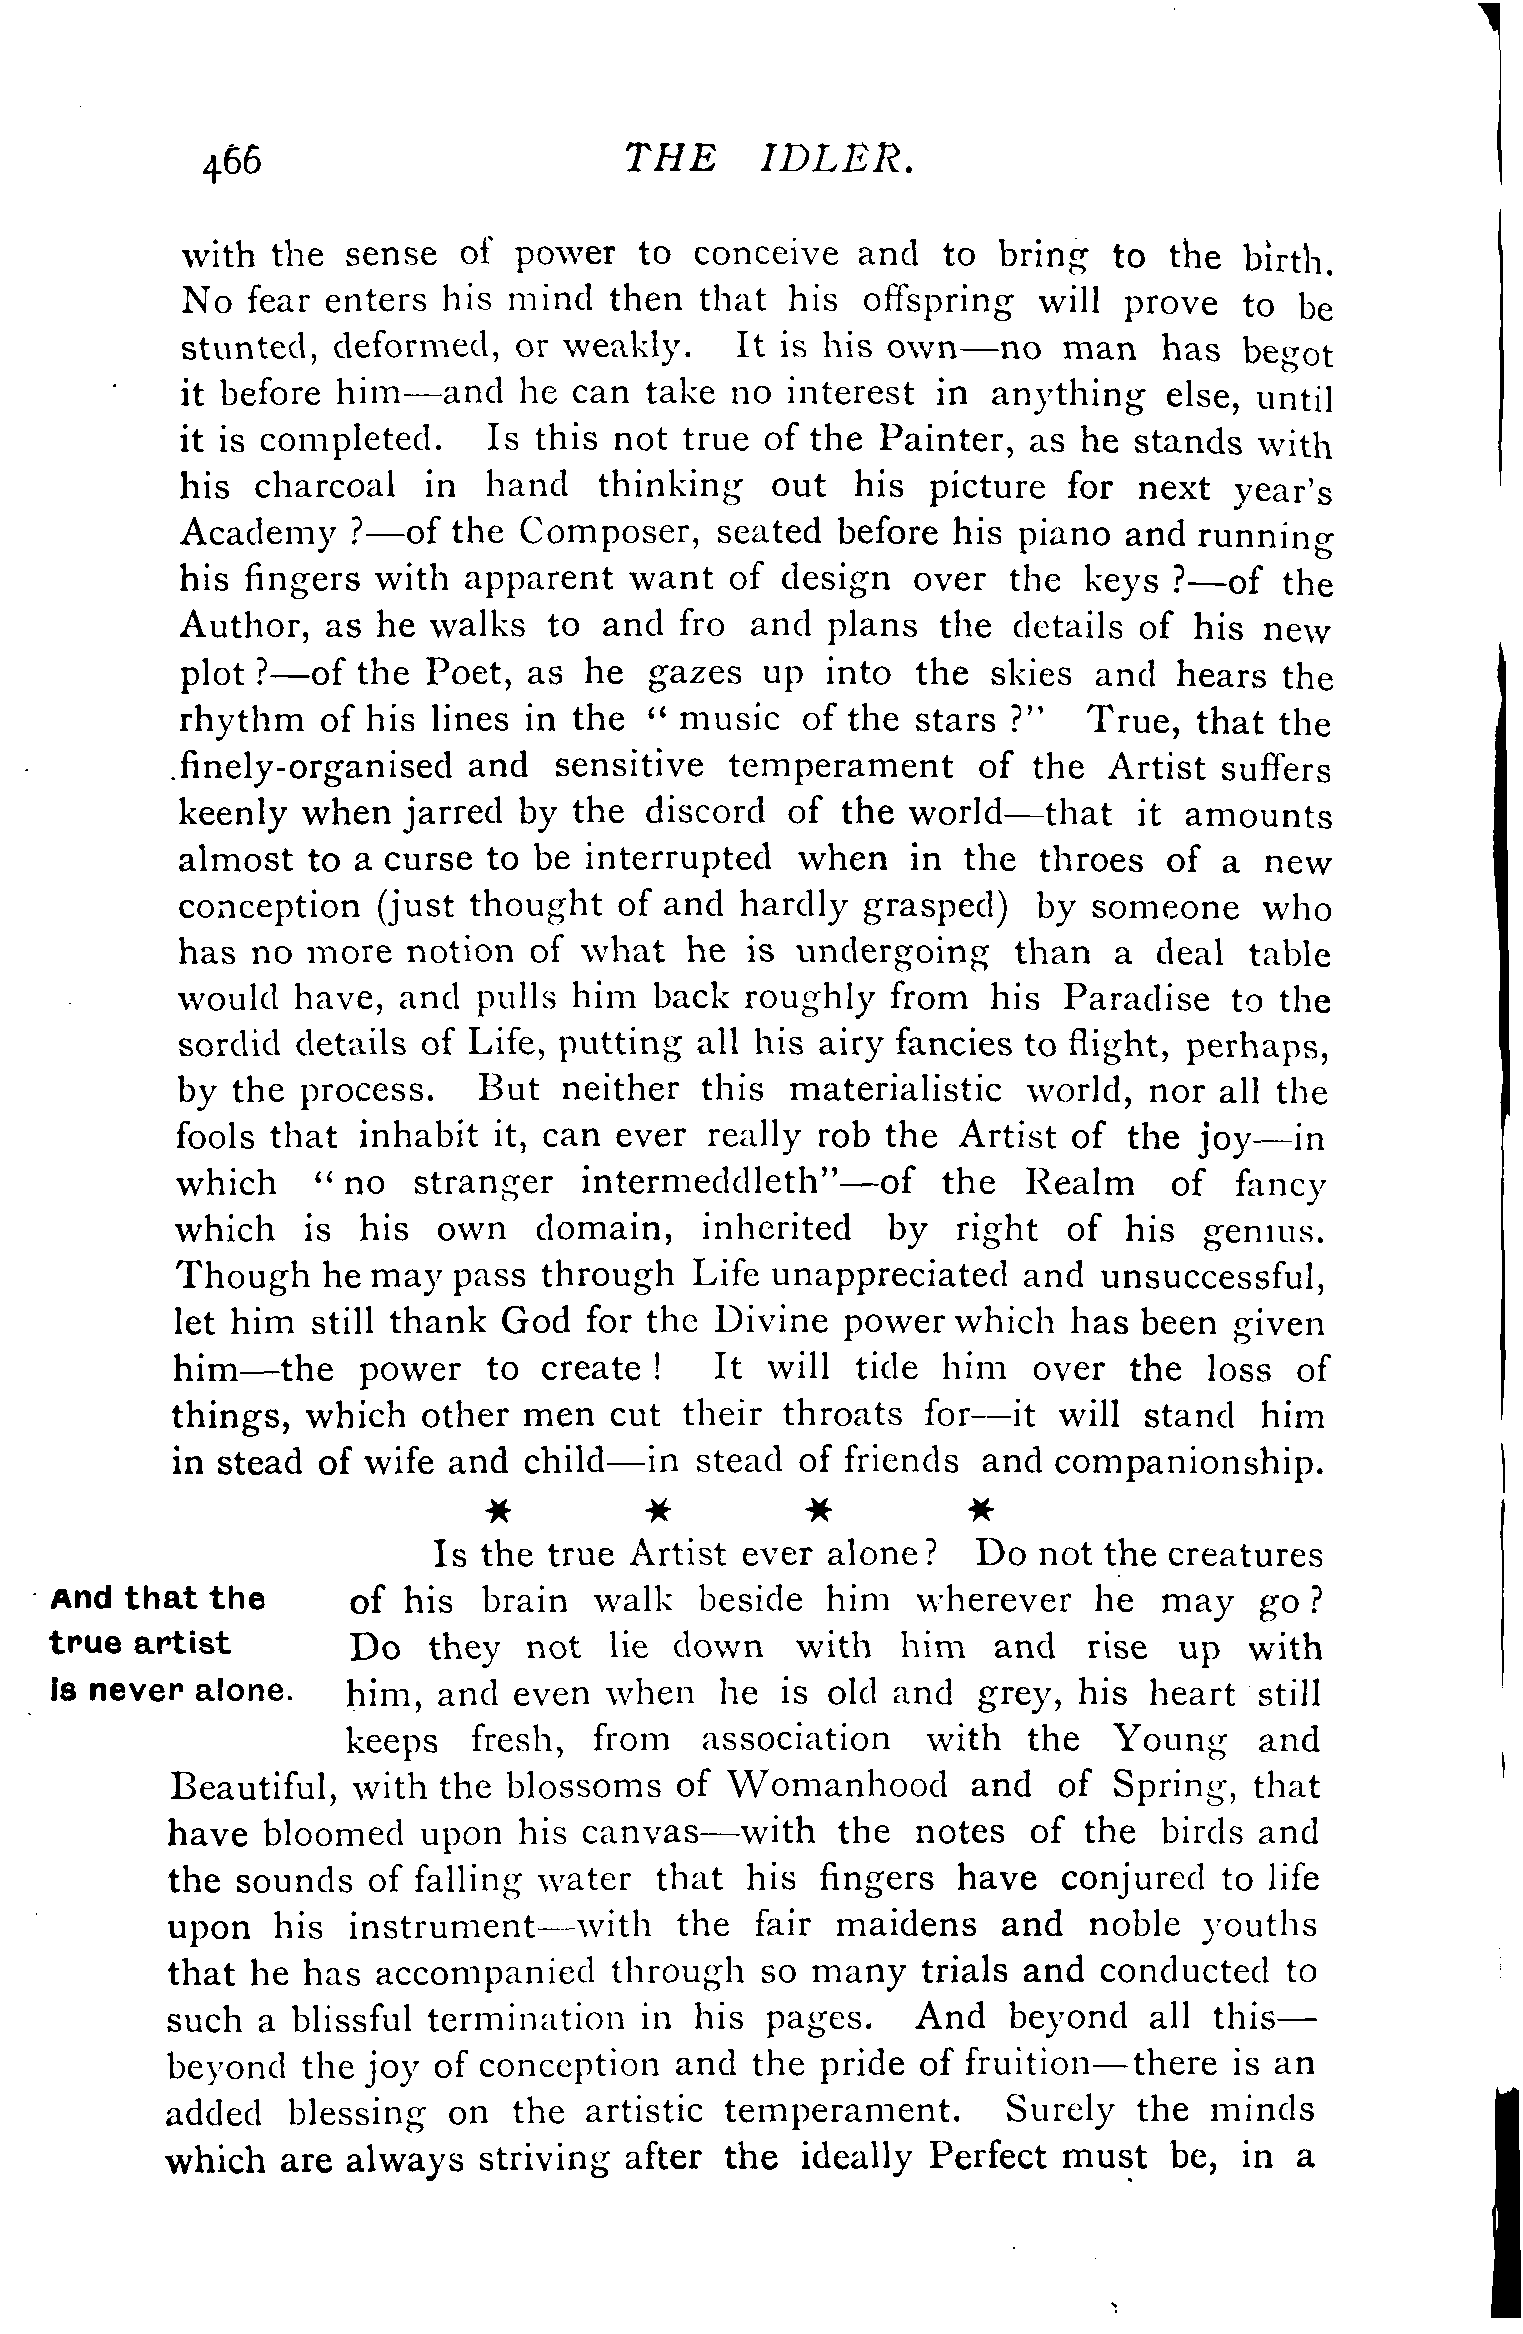 466 THE IDLER.
with the sense of power to conceive and to bring to the birth.
No fear enters his mind then that his offspring will prove to be
stunted, deformed, or weakly. It is his own—no man has begot
it before him—and he can take no interest in anything else, until
it is completed. Is this not true of the Painter, as he stands with
his charcoal in hand thinking out his picture for next year's
Academy ?—of the Composer, seated before his piano and running
his fingers with apparent want of design over the keys ?—of the
Author, as he walks to and fro and plans the details of his new
plot ?—of the Poet, as he gazes up into the skies and hears the
rhythm of his lines in the " music of the stars ?" True, that the
finely-organised and sensitive temperament of the Artist suffers
keenly when jarred by the discord of the world—that it amounts
almost to a curse to be interrupted when in the throes of a new
conception (just thought of and hardly grasped) by someone who
has no more notion of what he is undergoing than a deal table
would have, and pulls him back roughly from his Paradise to the
sordid details of Life, putting all his airy fancies to flight, perhaps,
by the process. But neither this materialistic world, nor all the
fools that inhabit it, can ever really rob the Artist of the joy—in
which " no stranger intermeddleth"—of the Realm of fancy
which is his own domain, inherited by right of his genius.
Though he may pass through Life unappreciated and unsuccessful,
let him still thank God for the Divine power which has been given
him—the power to create ! It will tide him over the loss of
things, which other men cut their throats for—it will stand him
in stead of wife and child—in stead of friends and companionship.
* * * *
And that the
true artist
is never alone.
Is the true Artist ever alone? Do not the creatures
of his brain walk beside him wherever he may go ?
Do they not lie down with him and rise up with
him, and even when he is old and grey, his heart still
keeps fresh, from association with the Young and
Beautiful, with the blossoms of Womanhood and of Spring, that
have bloomed upon his canvas—with the notes of the birds and
the sounds of falling water that his fingers have conjured to life
upon his instrument—with the fair maidens and noble youths
that he has accompanied through so many trials and conducted to
such a blissful termination in his pages. And beyond all this—
beyond the joy of conception and the pride of fruition—there is an
added blessing on the artistic temperament. Surely the minds
which are always striving after the ideally Perfect must be, in a